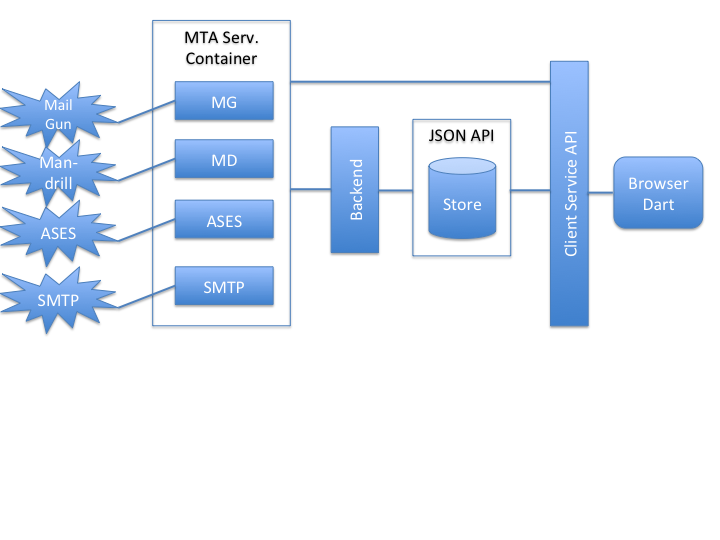 MTA Serv.
Container
Mail
Gun
MG
Man-
drill
MD
ASES
ASES
SMTP
SMTP
Backend
JSON API
Store
Client Service API
Browser
Dart